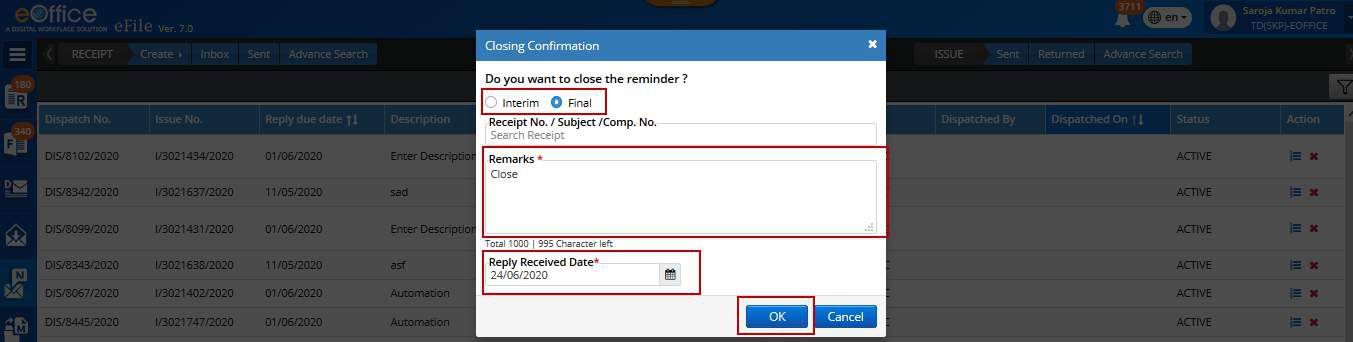 eOffice
A DIGITAL WORKPLACE SOLUTION
eFile Ver. 7.0
3711
en
Saroja Kumar Patro
TD(SKP)-EOFFICE
RECEIPT Create Inbox Sent Advance Search
ISSUE Sent Returned Advance Search
180
R
340
F
D
N
M
Closing Confirmation
Do you want to close the reminder ?
Interim Final
Receipt No. / Subject /Comp. No.
Search Receipt
Remarks *
Close
Total 1000 | 995 Character left
Reply Received Date*
24/06/2020
OK Cancel
Dispatch No. Issue No. Reply due date Description Dispatched By Dispatched On Status Action
DIS/8102/2020 I/3021434/2020 01/06/2020 Enter Description ACTIVE
DIS/8342/2020 I/3021637/2020 11/05/2020 sad ACTIVE
DIS/8099/2020 I/3021431/2020 01/06/2020 Enter Description ACTIVE
DIS/8343/2020 I/3021638/2020 11/05/2020 asf ACTIVE
DIS/8067/2020 I/3021402/2020 01/06/2020 Automation ACTIVE
DIS/8445/2020 I/3021747/2020 01/06/2020 Automation ACTIVE